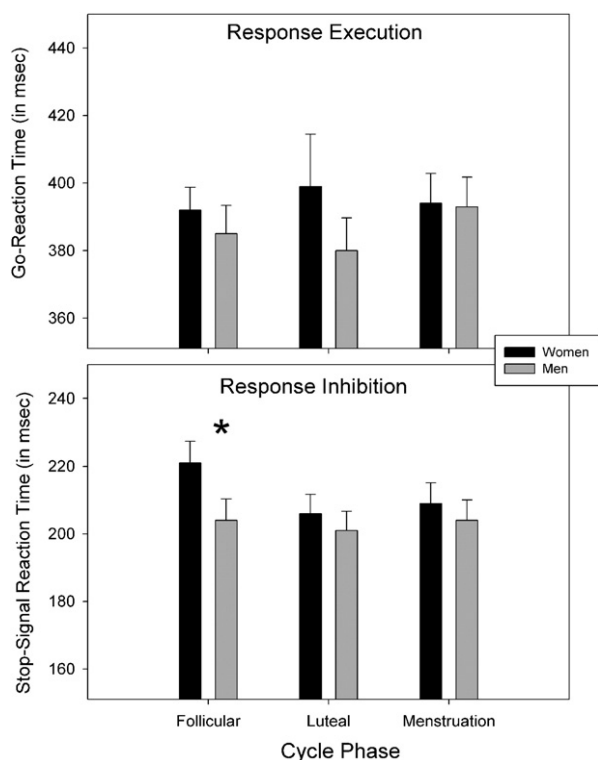 Response Execution
Go-Reaction Time (in msec)
440
420
400
380
360
Women
Men
Response Inhibition
*
Stop-Signal Reaction Time (in msec)
240
220
200
180
160
Follicular Luteal Menstruation
Cycle Phase